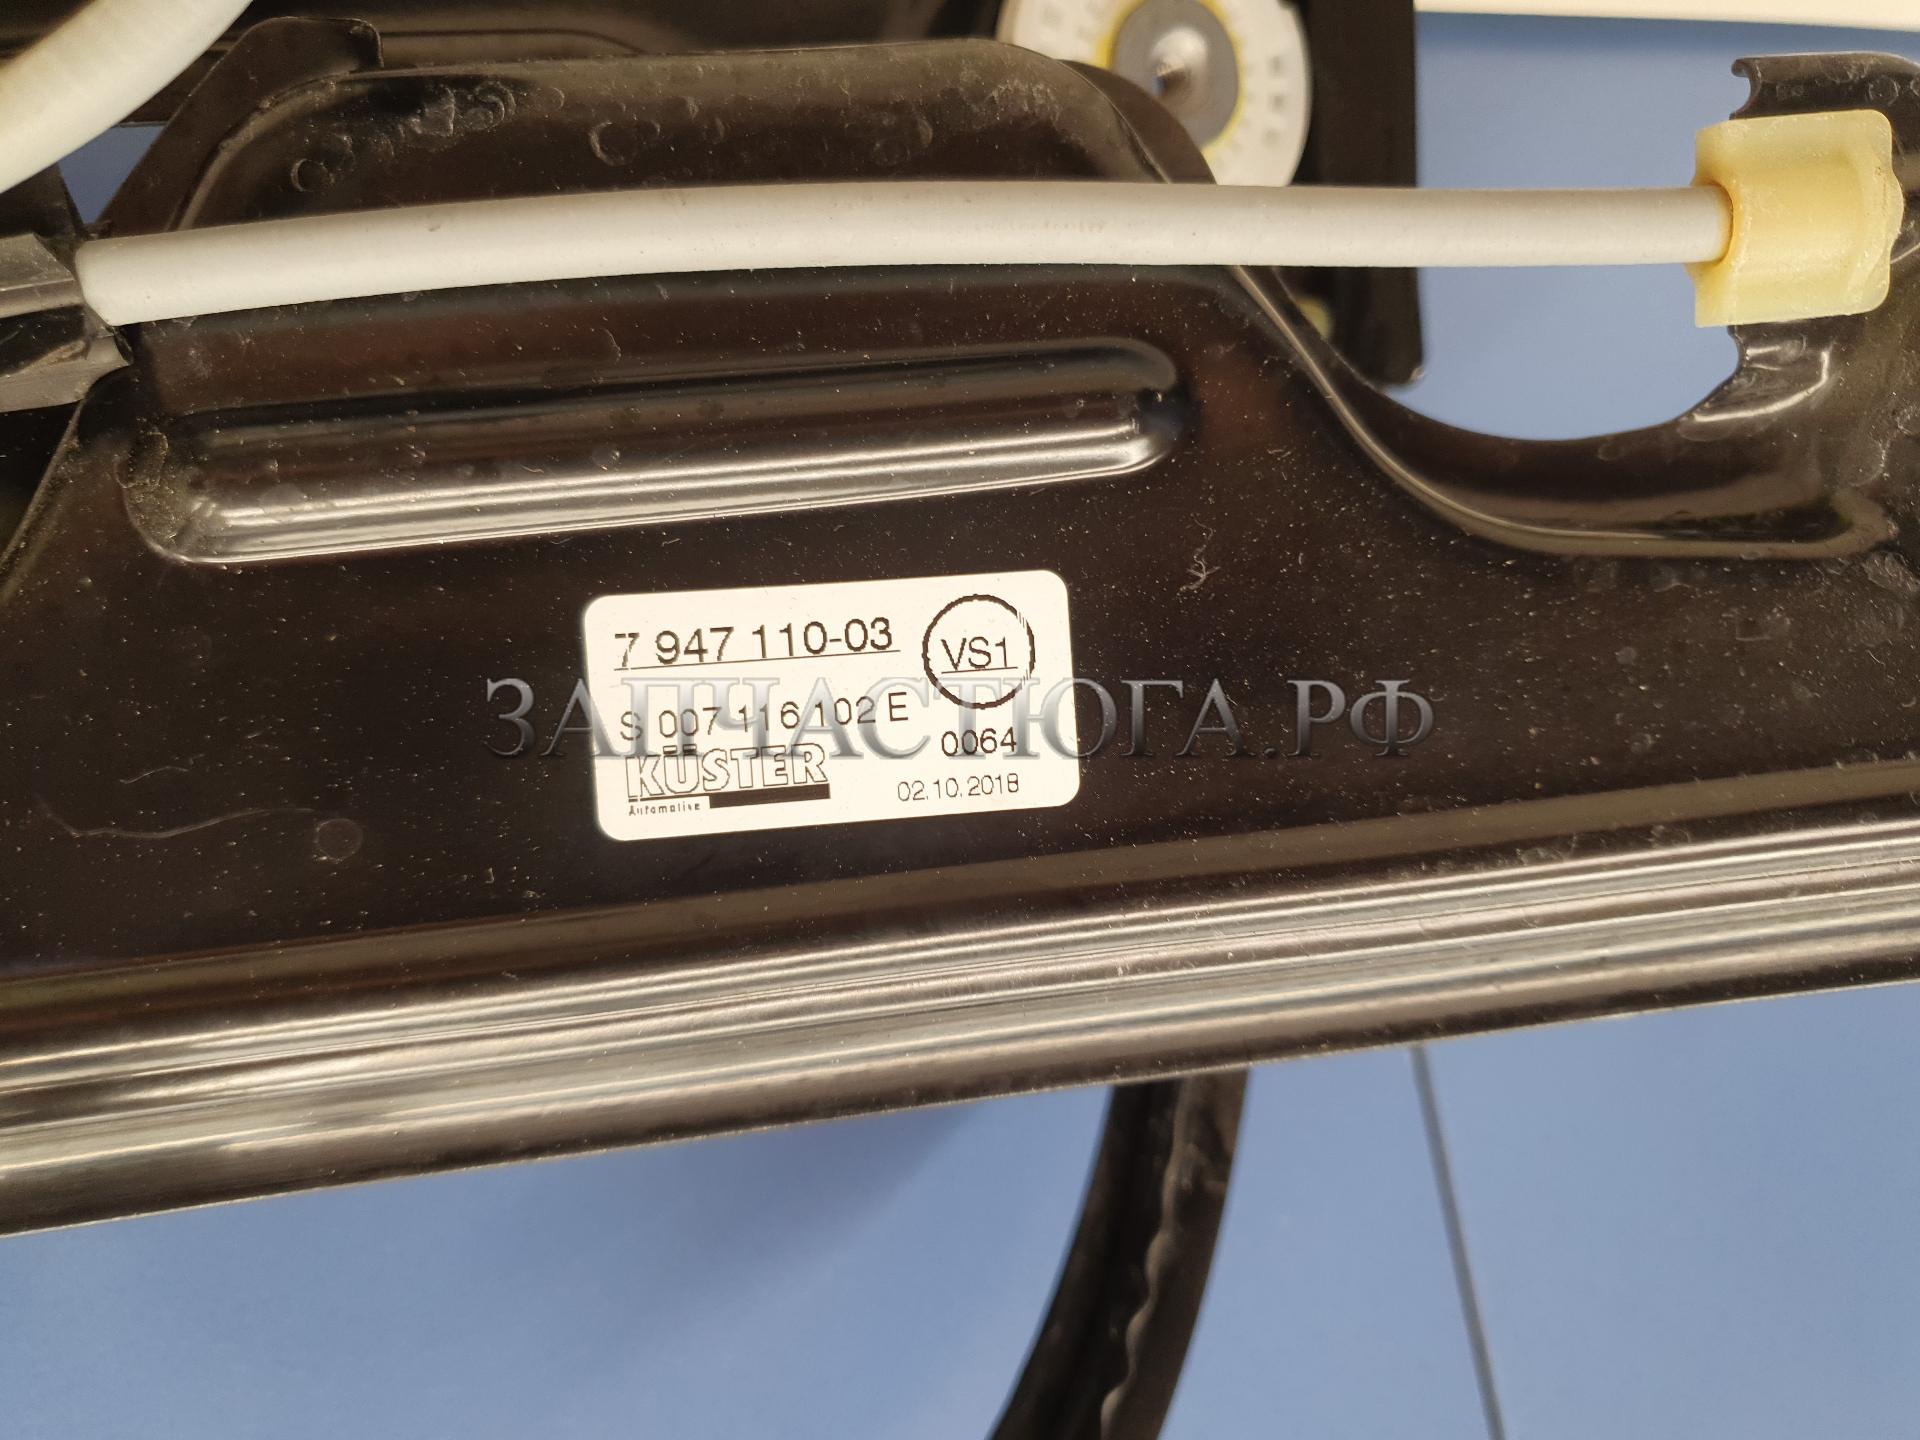 7 947 110-03
VS1
S 007 116 102 E
0064
KÜSTER
Automotive
02.10.2018
ЗАПЧАСТЮГА.РФ